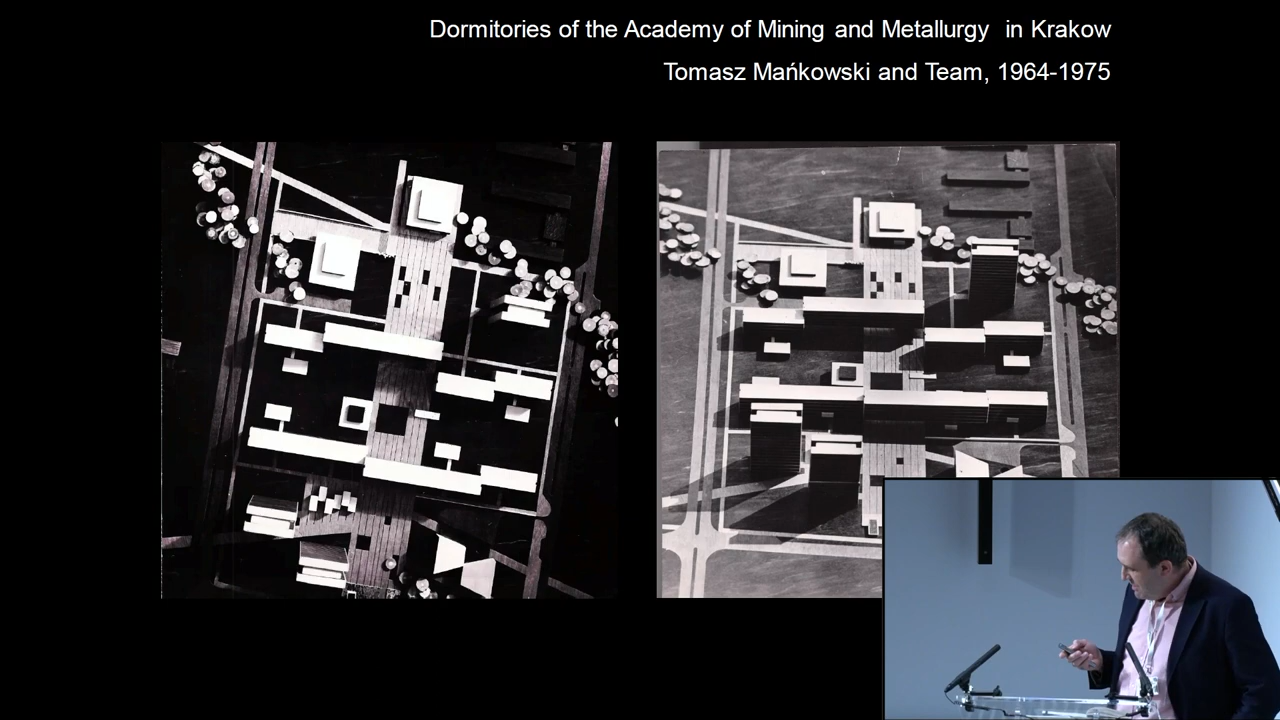 Dormitories of the Academy of Mining and Metallurgy in Krakow
Tomasz Mańkowski and Team, 1964-1975